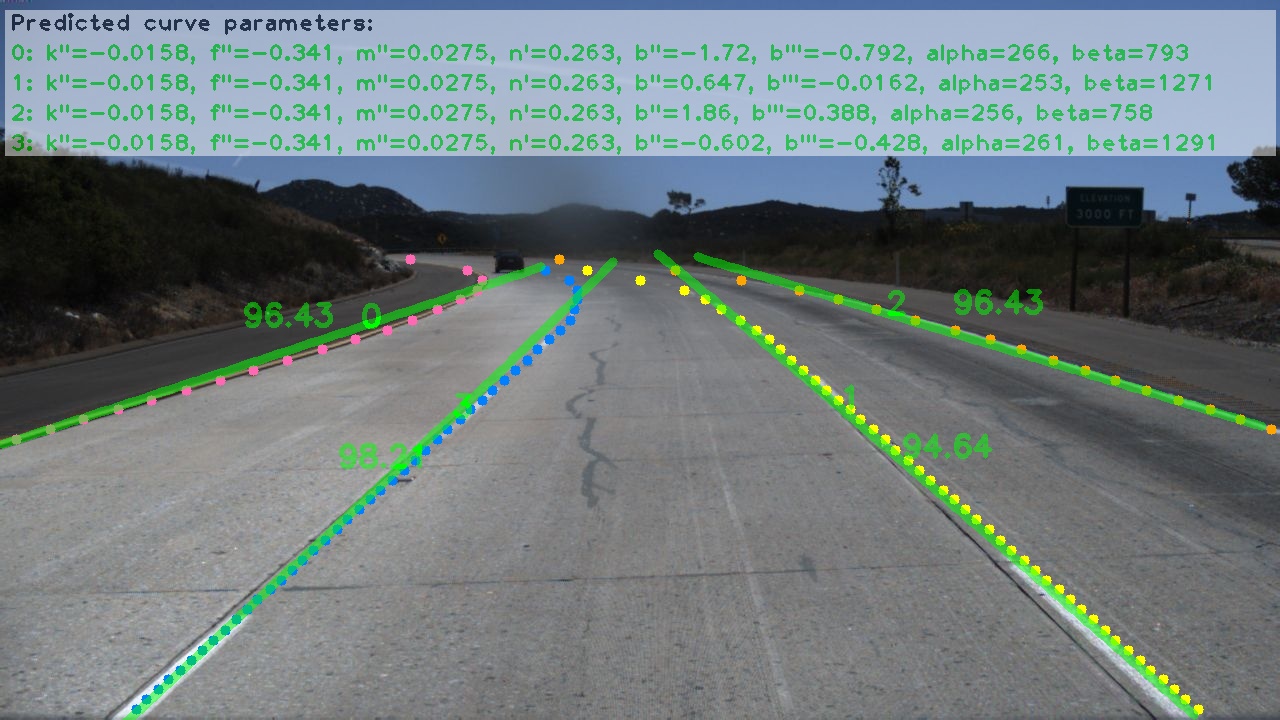 Predicted curve parameters:
0: k''=−0.0158, f''=−0.341, m''=0.0275, n'=0.263, b''=−1.72, b'''=−0.792, alpha=266, beta=793
1: k''=−0.0158, f''=−0.341, m''=0.0275, n'=0.263, b''=0.647, b'''=−0.0162, alpha=253, beta=1271
2: k''=−0.0158, f''=−0.341, m''=0.0275, n'=0.263, b''=1.86, b'''=0.388, alpha=256, beta=758
3: k''=−0.0158, f''=−0.341, m''=0.0275, n'=0.263, b''=−0.602, b'''=−0.428, alpha=261, beta=1291
ELEVATION
3000 FT
96.43 0
2 96.43
3
1
94.64